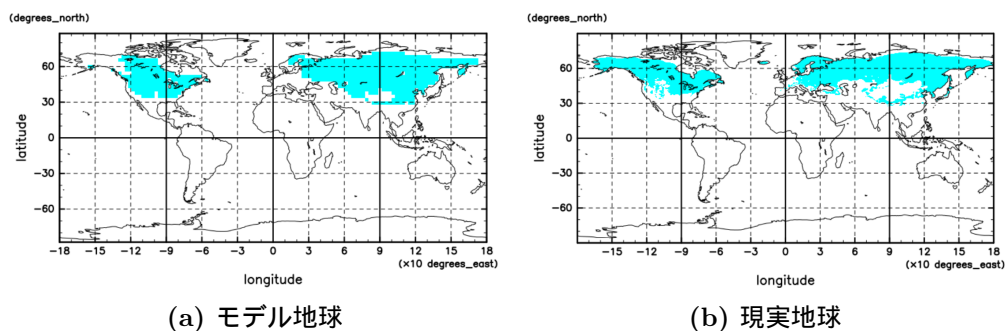 (degrees_north)
60
30
0
−30
−60
latitude
−18 −15 −12 −9 −6 −3 0 3 6 9 12 15 18
(×10 degrees_east)
longitude
(a) モデル地球
(degrees_north)
60
30
0
−30
−60
latitude
−18 −15 −12 −9 −6 −3 0 3 6 9 12 15 18
(×10 degrees_east)
longitude
(b) 現実地球